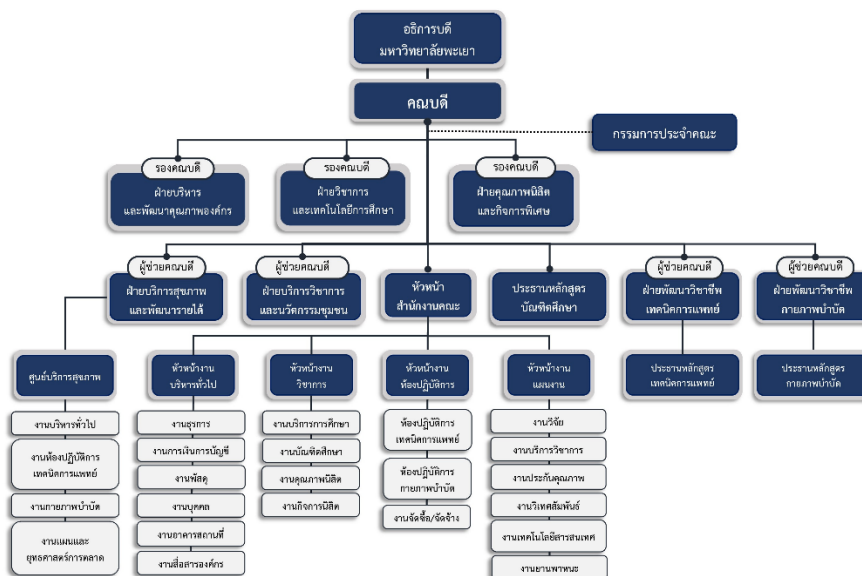 อธิการบดี
มหาวิทยาลัยพะเยา
คณบดี
กรรมการประจำคณะ
รองคณบดี
ฝ่ายบริหาร
และพัฒนาคุณภาพองค์กร
รองคณบดี
ฝ่ายวิชาการ
และเทคโนโลยีการศึกษา
รองคณบดี
ฝ่ายคุณภาพนิสิต
และกิจการพิเศษ
ผู้ช่วยคณบดี
ฝ่ายบริการสุขภาพ
และพัฒนารายได้
ผู้ช่วยคณบดี
ฝ่ายบริการวิชาการ
และนวัตกรรมชุมชน
หัวหน้า
สำนักงานคณะ
ประธานหลักสูตร
บัณฑิตศึกษา
ผู้ช่วยคณบดี
ฝ่ายพัฒนาวิชาชีพ
เทคนิคการแพทย์
ผู้ช่วยคณบดี
ฝ่ายพัฒนาวิชาชีพ
กายภาพบำบัด
ศูนย์บริการสุขภาพ
หัวหน้างาน
บริหารทั่วไป
หัวหน้างาน
วิชาการ
หัวหน้างาน
ห้องปฏิบัติการ
หัวหน้างาน
แผนงาน
ประธานหลักสูตร
เทคนิคการแพทย์
ประธานหลักสูตร
กายภาพบำบัด
งานบริหารทั่วไป
งานห้องปฏิบัติการ
เทคนิคการแพทย์
งานกายภาพบำบัด
งานแผนและ
ยุทธศาสตร์การตลาด
งานธุรการ
งานการเงินการบัญชี
งานพัสดุ
งานบุคคล
งานอาคารสถานที่
งานสื่อสารองค์กร
งานบริการการศึกษา
งานบัณฑิตศึกษา
งานคุณภาพนิสิต
งานกิจการนิสิต
ห้องปฏิบัติการ
เทคนิคการแพทย์
ห้องปฏิบัติการ
กายภาพบำบัด
งานจัดซื้อ/จัดจ้าง
งานวิจัย
งานบริการวิชาการ
งานประกันคุณภาพ
งานวิเทศสัมพันธ์
งานเทคโนโลยีสารสนเทศ
งานยานพาหนะ